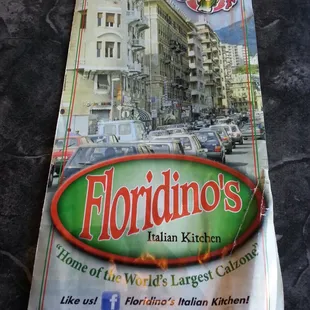 Floridino's
Italian Kitchen
"Home of the World's Largest Calzone"
Like us! f Floridino's Italian Kitchen!